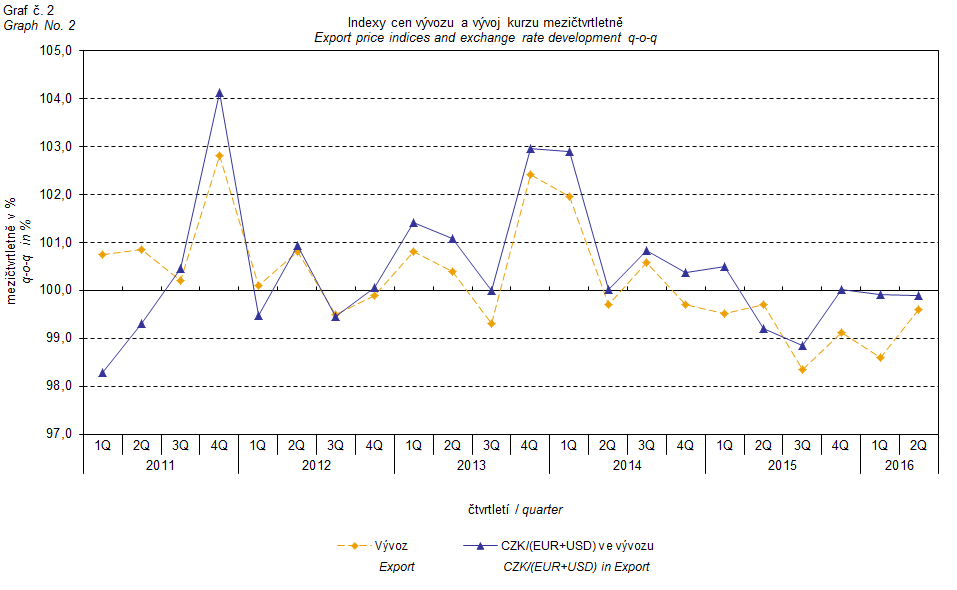 Graf č. 2
Graph No. 2
Indexy cen vývozu a vývoj kurzu mezičtvrtletně
Export price indices and exchange rate development q-o-q
mezičtvrtletně v %
q-o-q in %
105,0
104,0
103,0
102,0
101,0
100,0
99,0
98,0
97,0
1Q 2Q 3Q 4Q 1Q 2Q 3Q 4Q 1Q 2Q 3Q 4Q 1Q 2Q 3Q 4Q 1Q 2Q 3Q 4Q 1Q 2Q
2011 2012 2013 2014 2015 2016
čtvrtletí / quarter
Vývoz CZK/(EUR+USD) ve vývozu
Export CZK/(EUR+USD) in Export